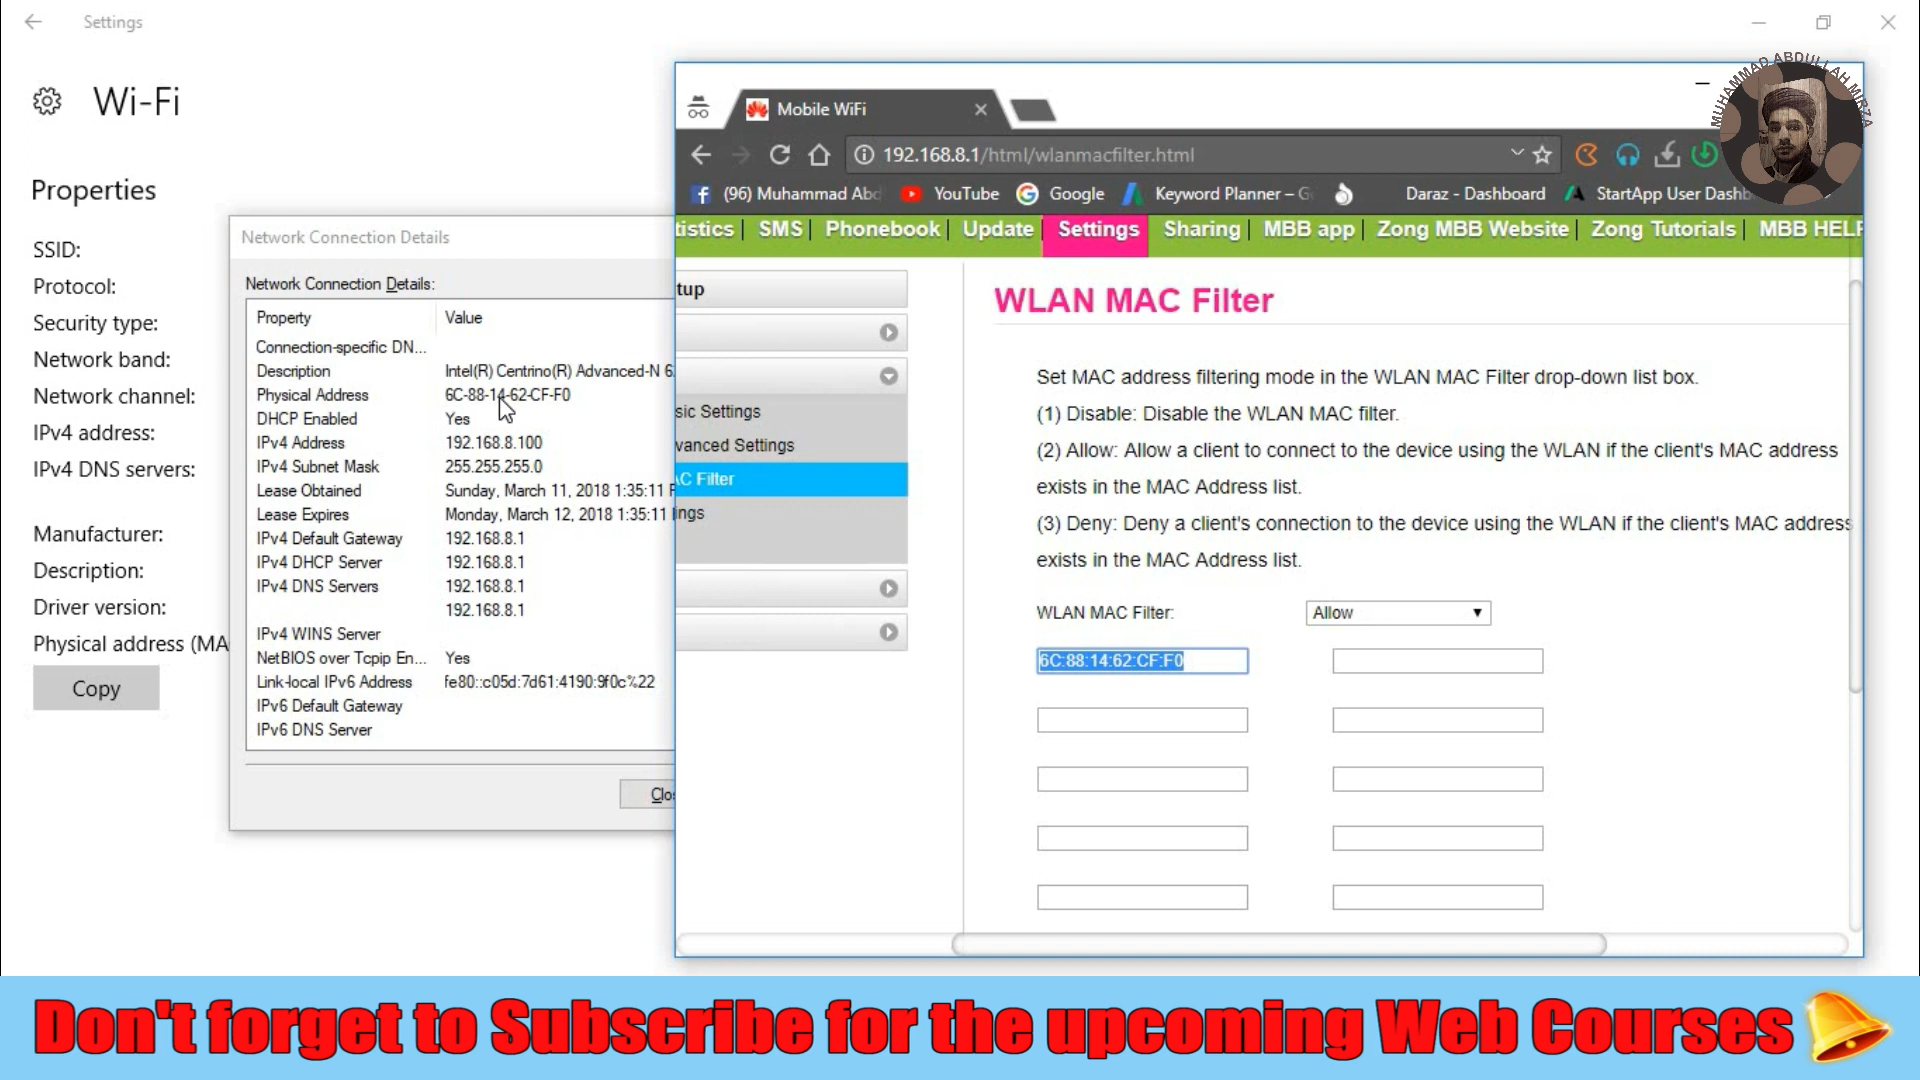 Settings
Wi-Fi
Properties
SSID:
Protocol:
Security type:
Network band:
Network channel:
IPv4 address:
IPv4 DNS servers:
Manufacturer:
Description:
Driver version:
Physical address (MA
Copy
Network Connection Details
Network Connection Details:
Property Value
Connection-specific DN...
Description Intel(R) Centrino(R) Advanced-N 6
Physical Address 6C-88-14-62-CF-F0
DHCP Enabled Yes
IPv4 Address 192.168.8.100
IPv4 Subnet Mask 255.255.255.0
Lease Obtained Sunday, March 11, 2018 1:35:11
Lease Expires Monday, March 12, 2018 1:35:11
IPv4 Default Gateway 192.168.8.1
IPv4 DHCP Server 192.168.8.1
IPv4 DNS Servers 192.168.8.1
192.168.8.1
IPv4 WINS Server
NetBIOS over Tcpip En... Yes
Link-local IPv6 Address fe80::c05d:7d61:4190:9f0c%22
IPv6 Default Gateway
IPv6 DNS Server
Clo
MUHAMMAD ABDULLAH MIRZA
Mobile WiFi
192.168.8.1/html/wlanmacfilter.html
(96) Muhammad Abd YouTube Google Keyword Planner – G Daraz - Dashboard StartApp User Dashb
tistics | SMS | Phonebook | Update | Settings Sharing | MBB app | Zong MBB Website | Zong Tutorials | MBB HELP
tup
sic Settings
vanced Settings
AC Filter
ings
WLAN MAC Filter
Set MAC address filtering mode in the WLAN MAC Filter drop-down list box.
(1) Disable: Disable the WLAN MAC filter.
(2) Allow: Allow a client to connect to the device using the WLAN if the client's MAC address
exists in the MAC Address list.
(3) Deny: Deny a client's connection to the device using the WLAN if the client's MAC address
exists in the MAC Address list.
WLAN MAC Filter: Allow
6C:88:14:62:CF:F0
Don't forget to Subscribe for the upcoming Web Courses